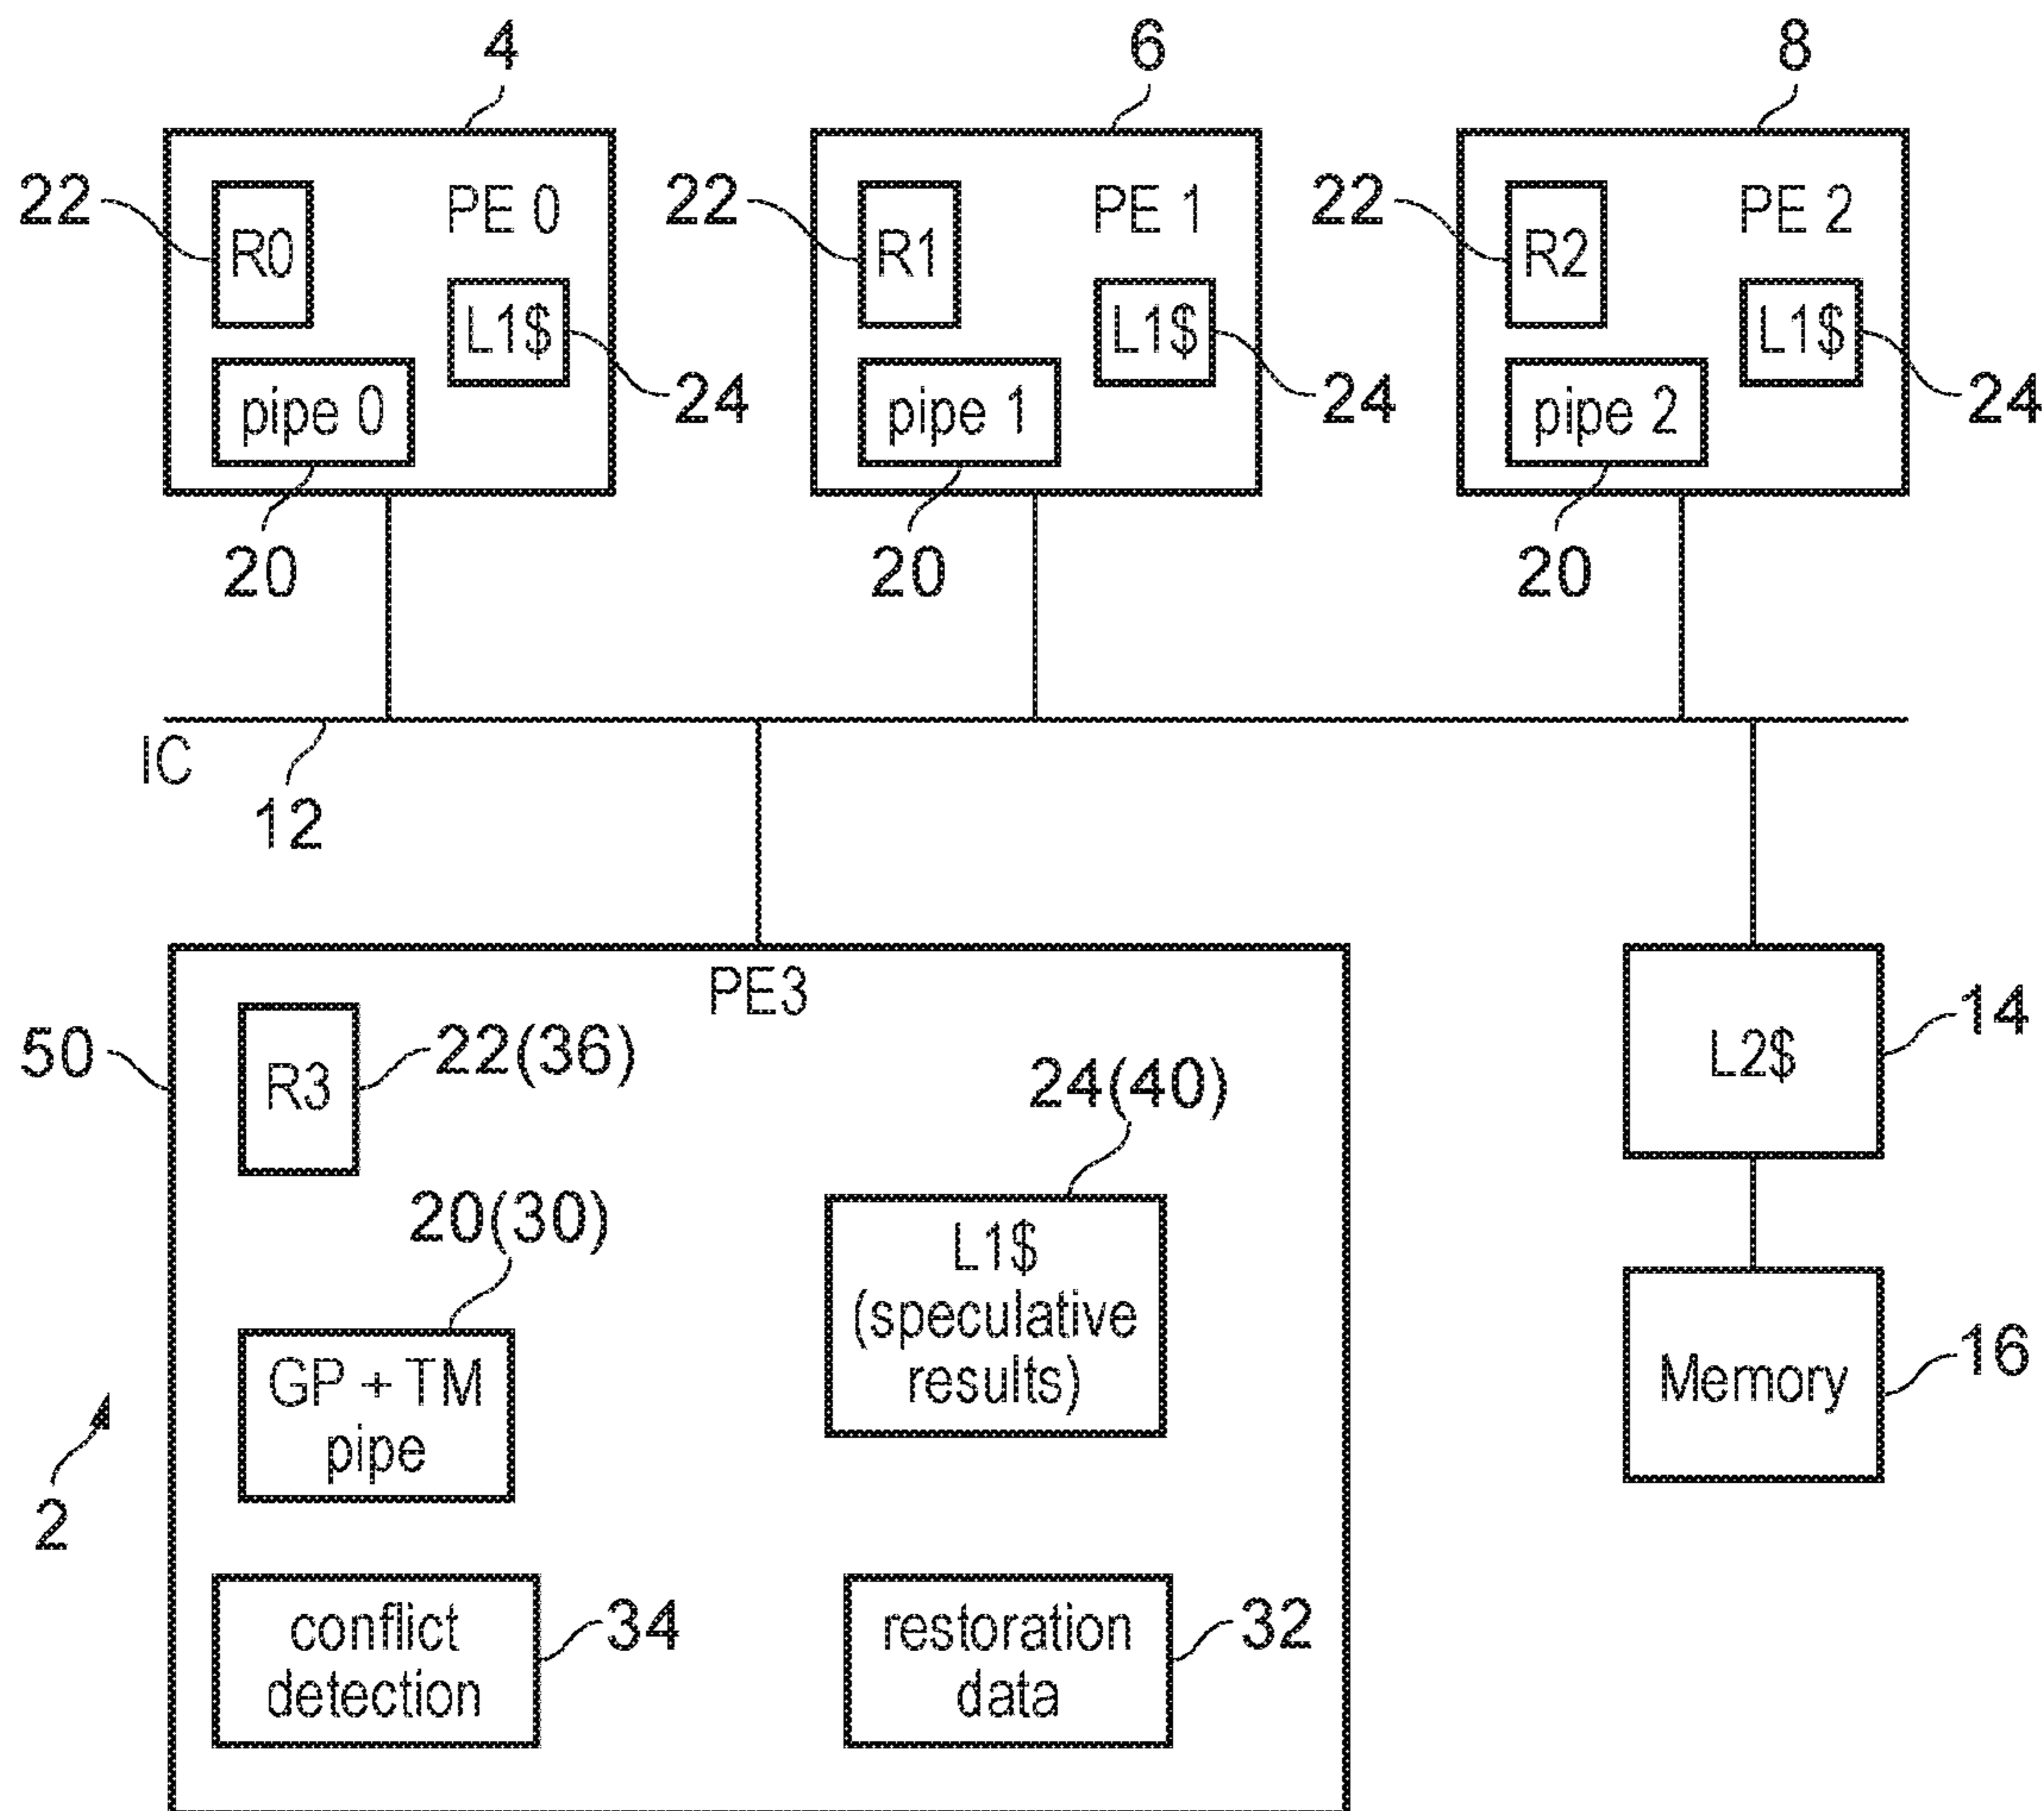 4
6
8
22
R0
PE 0
L1$
24
pipe 0
20
22
R1
PE 1
L1$
24
pipe 1
20
22
R2
PE 2
L1$
24
pipe 2
20
IC
12
PE3
50
R3
22(36)
24(40)
L1$
(speculative
results)
20(30)
GP + TM
pipe
2
conflict
detection
34
restoration
data
32
L2$
14
Memory
16